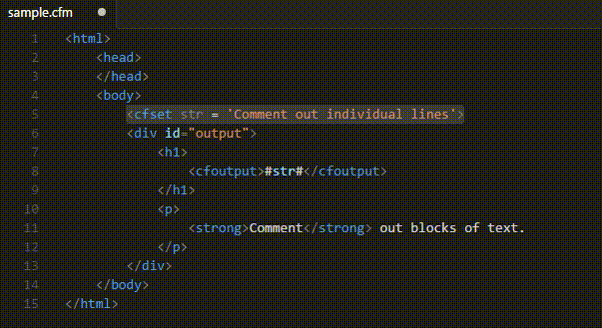 sample.cfm
1 <html>
2 <head>
3 </head>
4 <body>
5 <cfset str = 'Comment out individual lines'>
6 <div id="output">
7 <h1>
8 <cfoutput>#str#</cfoutput>
9 </h1>
10 <p>
11 <strong>Comment</strong> out blocks of text.
12 </p>
13 </div>
14 </body>
15 </html>